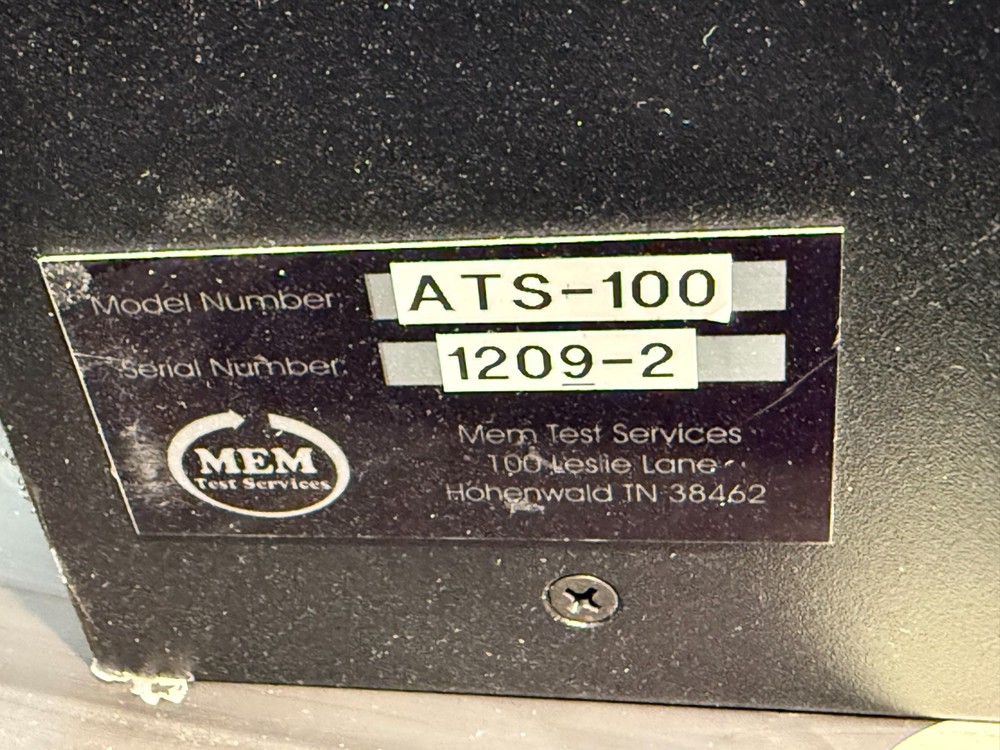 Model Number: ATS-100
Serial Number: 1209-2
MEM
Test Services
Mem Test Services
100 Leslie Lane
Hohenwald TN 38462